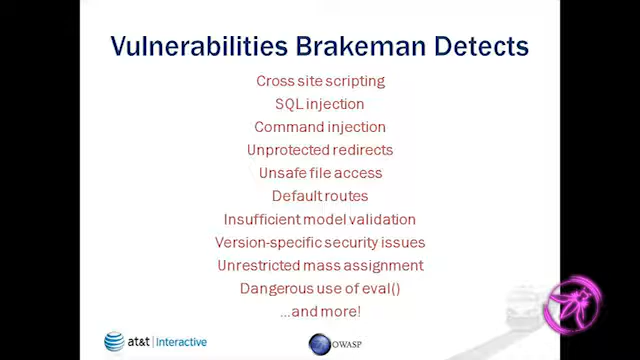 Vulnerabilities Brakeman Detects
Cross site scripting
SQL injection
Command injection
Unprotected redirects
Unsafe file access
Default routes
Insufficient model validation
Version-specific security issues
Unrestricted mass assignment
Dangerous use of eval()
...and more!
at&t | Interactive
OWASP